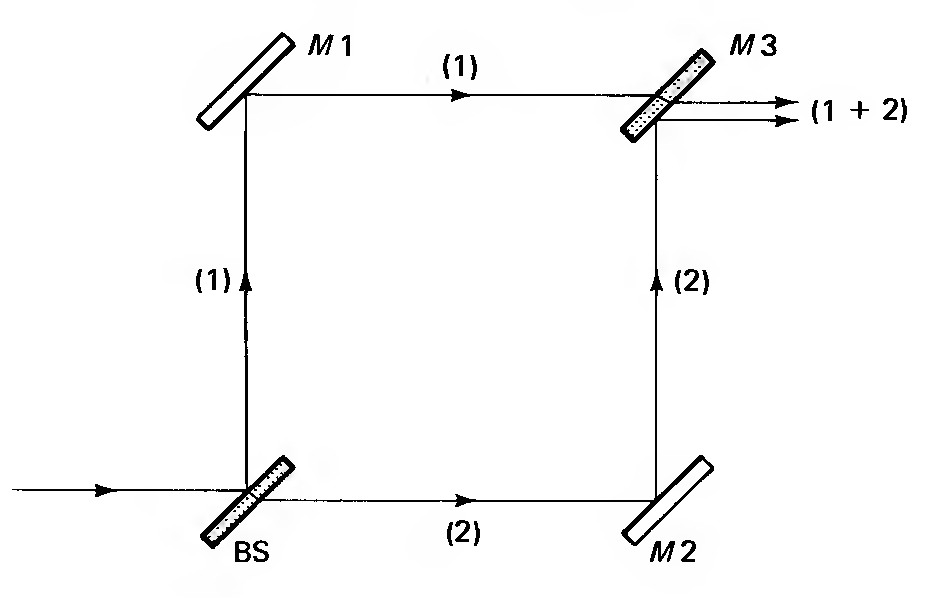 M1
(1)
M3
(1 + 2)
(1)
(2)
BS
(2)
M2